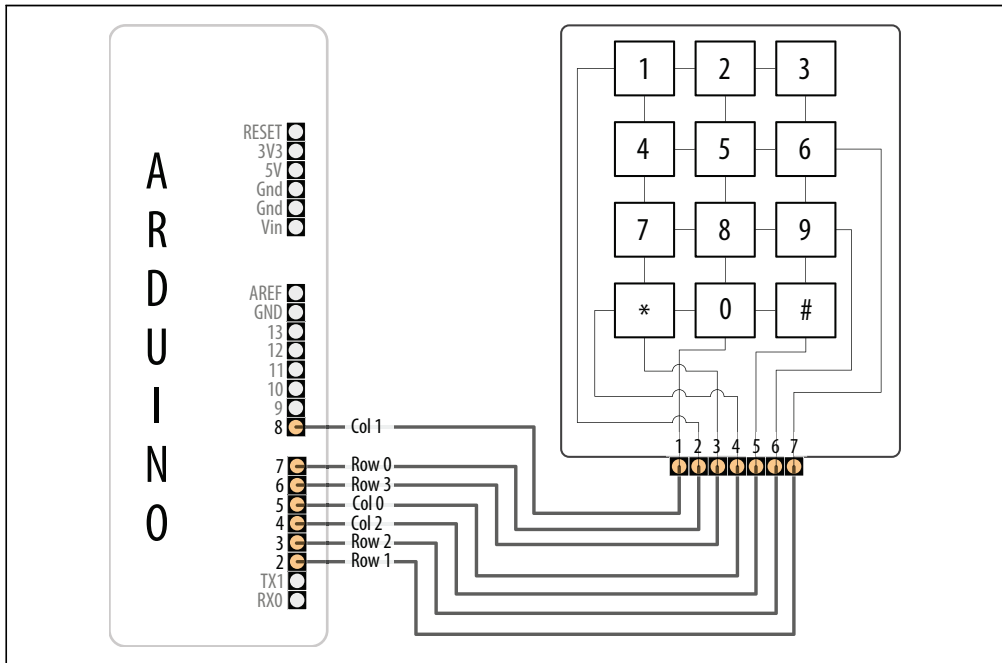 ARDUINO
RESET
3V3
5V
Gnd
Gnd
Vin
AREF
GND
13
12
11
10
9
8
7
6
5
4
3
2
TX1
RX0
Col 1
Row 0
Row 3
Col 0
Col 2
Row 2
Row 1
1 2 3
4 5 6
7 8 9
* 0 #
1 2 3 4 5 6 7